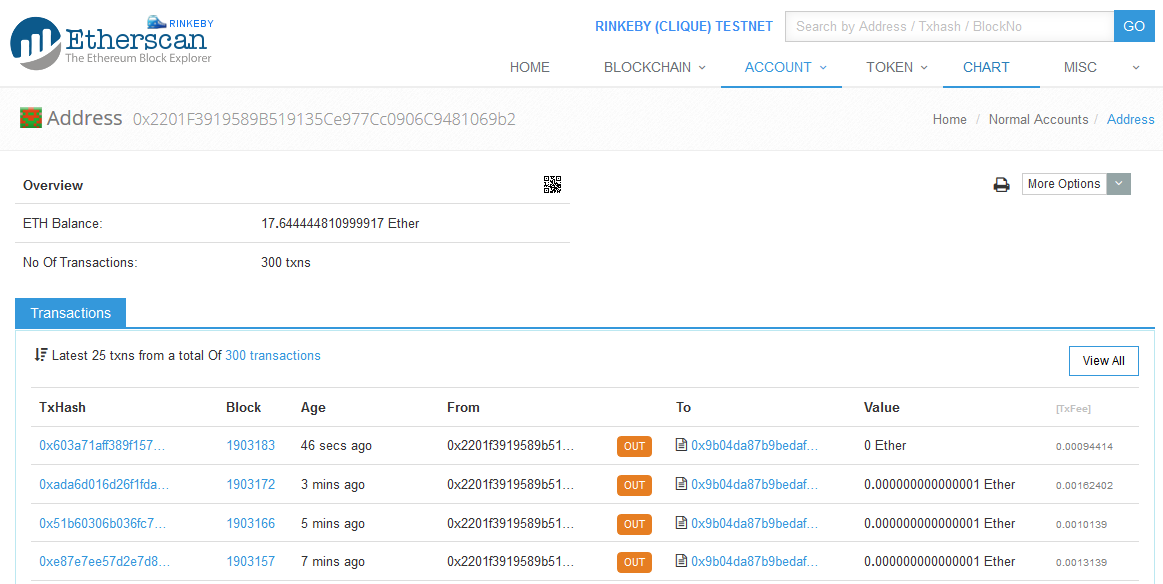 RINKEBY
Etherscan
The Ethereum Block Explorer
RINKEBY (CLIQUE) TESTNET
Search by Address / Txhash / BlockNo
GO
HOME BLOCKCHAIN ACCOUNT TOKEN CHART MISC
Address 0x2201F3919589B519135Ce977Cc0906C9481069b2
Home / Normal Accounts / Address
Overview
More Options
ETH Balance: 17.644444810999917 Ether
No Of Transactions: 300 txns
Transactions
Latest 25 txns from a total Of 300 transactions
View All
TxHash Block Age From To Value [TxFee]
0x603a71aff389f157... 1903183 46 secs ago 0x2201f3919589b51... OUT 0x9b04da87b9bedaf... 0 Ether 0.00094414
0xada6d016d26f1fda... 1903172 3 mins ago 0x2201f3919589b51... OUT 0x9b04da87b9bedaf... 0.000000000000001 Ether 0.00162402
0x51b60306b036fc7... 1903166 5 mins ago 0x2201f3919589b51... OUT 0x9b04da87b9bedaf... 0.000000000000001 Ether 0.0010139
0xe87e7ee57d2e7d8... 1903157 7 mins ago 0x2201f3919589b51... OUT 0x9b04da87b9bedaf... 0.000000000000001 Ether 0.0013139